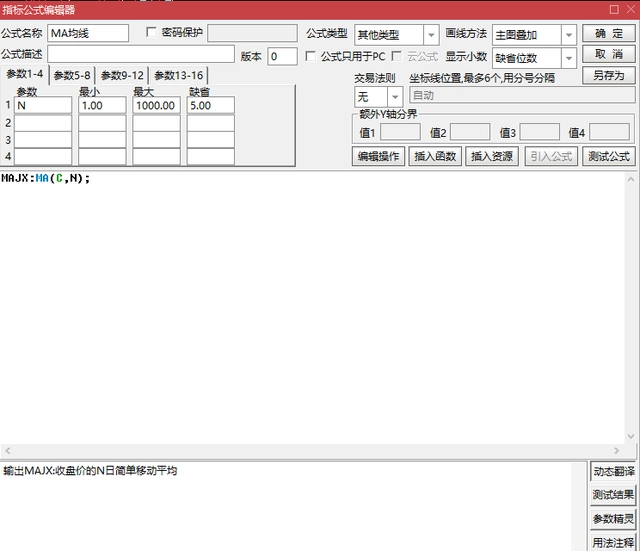 指标公式编辑器
公式名称 MA均线 密码保护 公式类型 其他类型 画线方法 主图叠加 确 定
公式描述 版本 0 公式只用于PC 云公式 显示小数 缺省位数 取 消
参数1-4 参数5-8 参数9-12 参数13-16 交易法则 坐标线位置,最多6个,用分号分隔 另存为
参数 最小 最大 缺省 无 自动
1 N 1.00 1000.00 5.00
额外Y轴分界
2 值1 值2 值3 值4
3
4 编辑操作 插入函数 插入资源 引入公式 测试公式
MAJX:MA(C,N);
输出MAJX:收盘价的N日简单移动平均
动态翻译
测试结果
参数精灵
用法注释